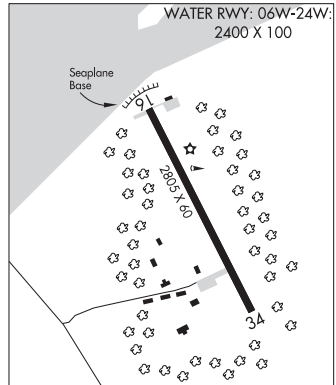 WATER RWY: 06W-24W:
2400 X 100
Seaplane
Base
16
2805 X 60
34